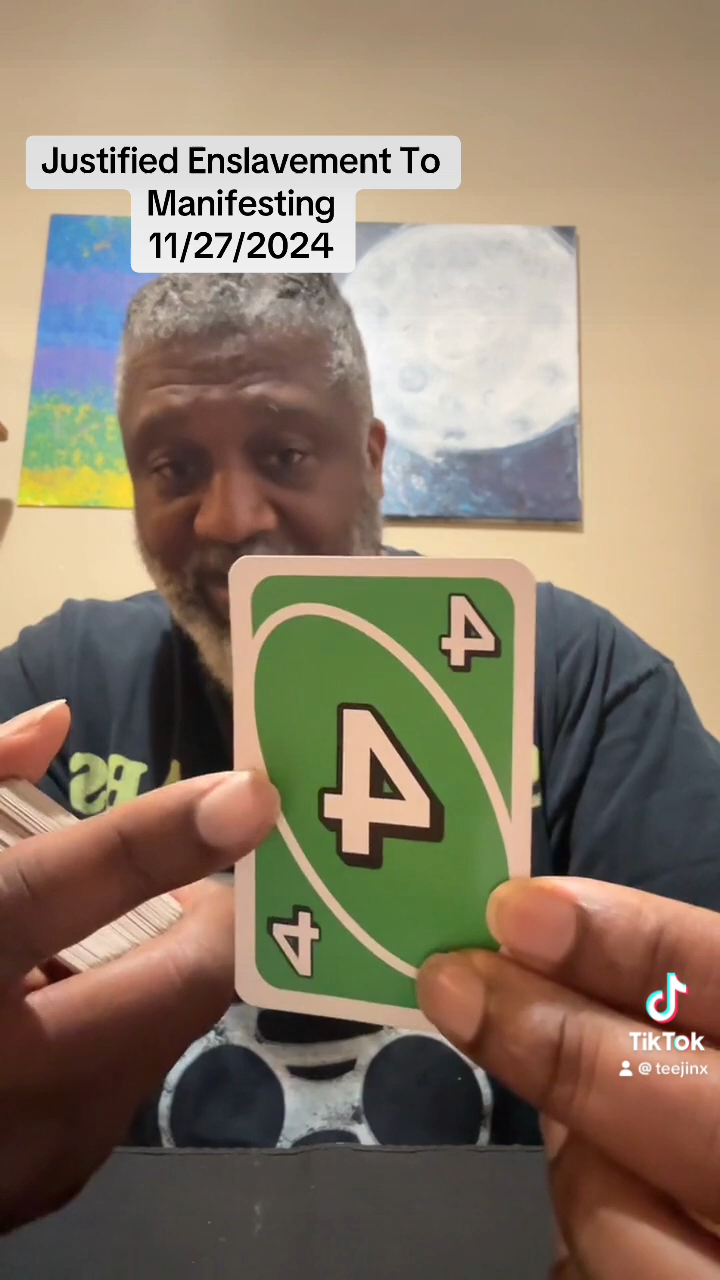 Justified Enslavement To
Manifesting
11/27/2024
4
4
4
TikTok
@teejinx